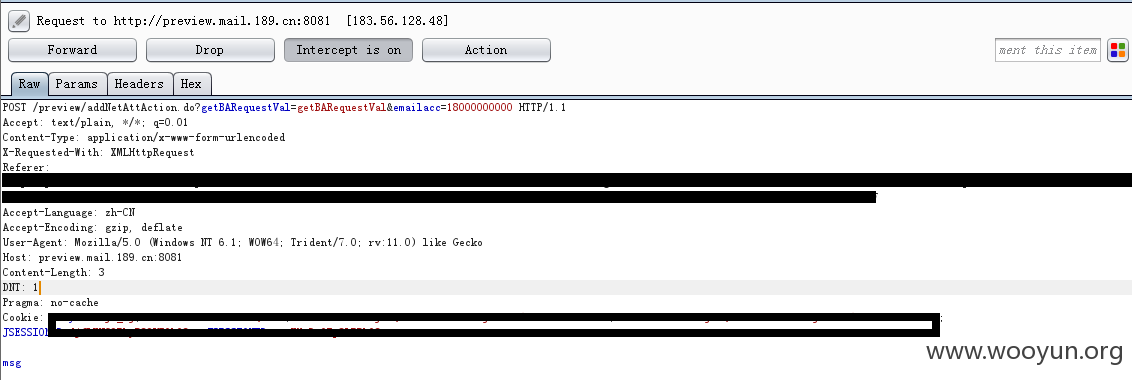 Request to http://preview.mail.189.cn:8081 [183.56.128.48]
Forward Drop Intercept is on Action ment this item
Raw Params Headers Hex
POST /preview/addNetAttAction.do?getBARequestVal=getBARequestVal&emailacc=18000000000 HTTP/1.1
Accept: text/plain, */*; q=0.01
Content-Type: application/x-www-form-urlencoded
X-Requested-With: XMLHttpRequest
Referer:
Accept-Language: zh-CN
Accept-Encoding: gzip, deflate
User-Agent: Mozilla/5.0 (Windows NT 6.1; WOW64; Trident/7.0; rv:11.0) like Gecko
Host: preview.mail.189.cn:8081
Content-Length: 3
DNT: 1
Pragma: no-cache
Cookie: ;
JSESSION
msg
www.wooyun.org